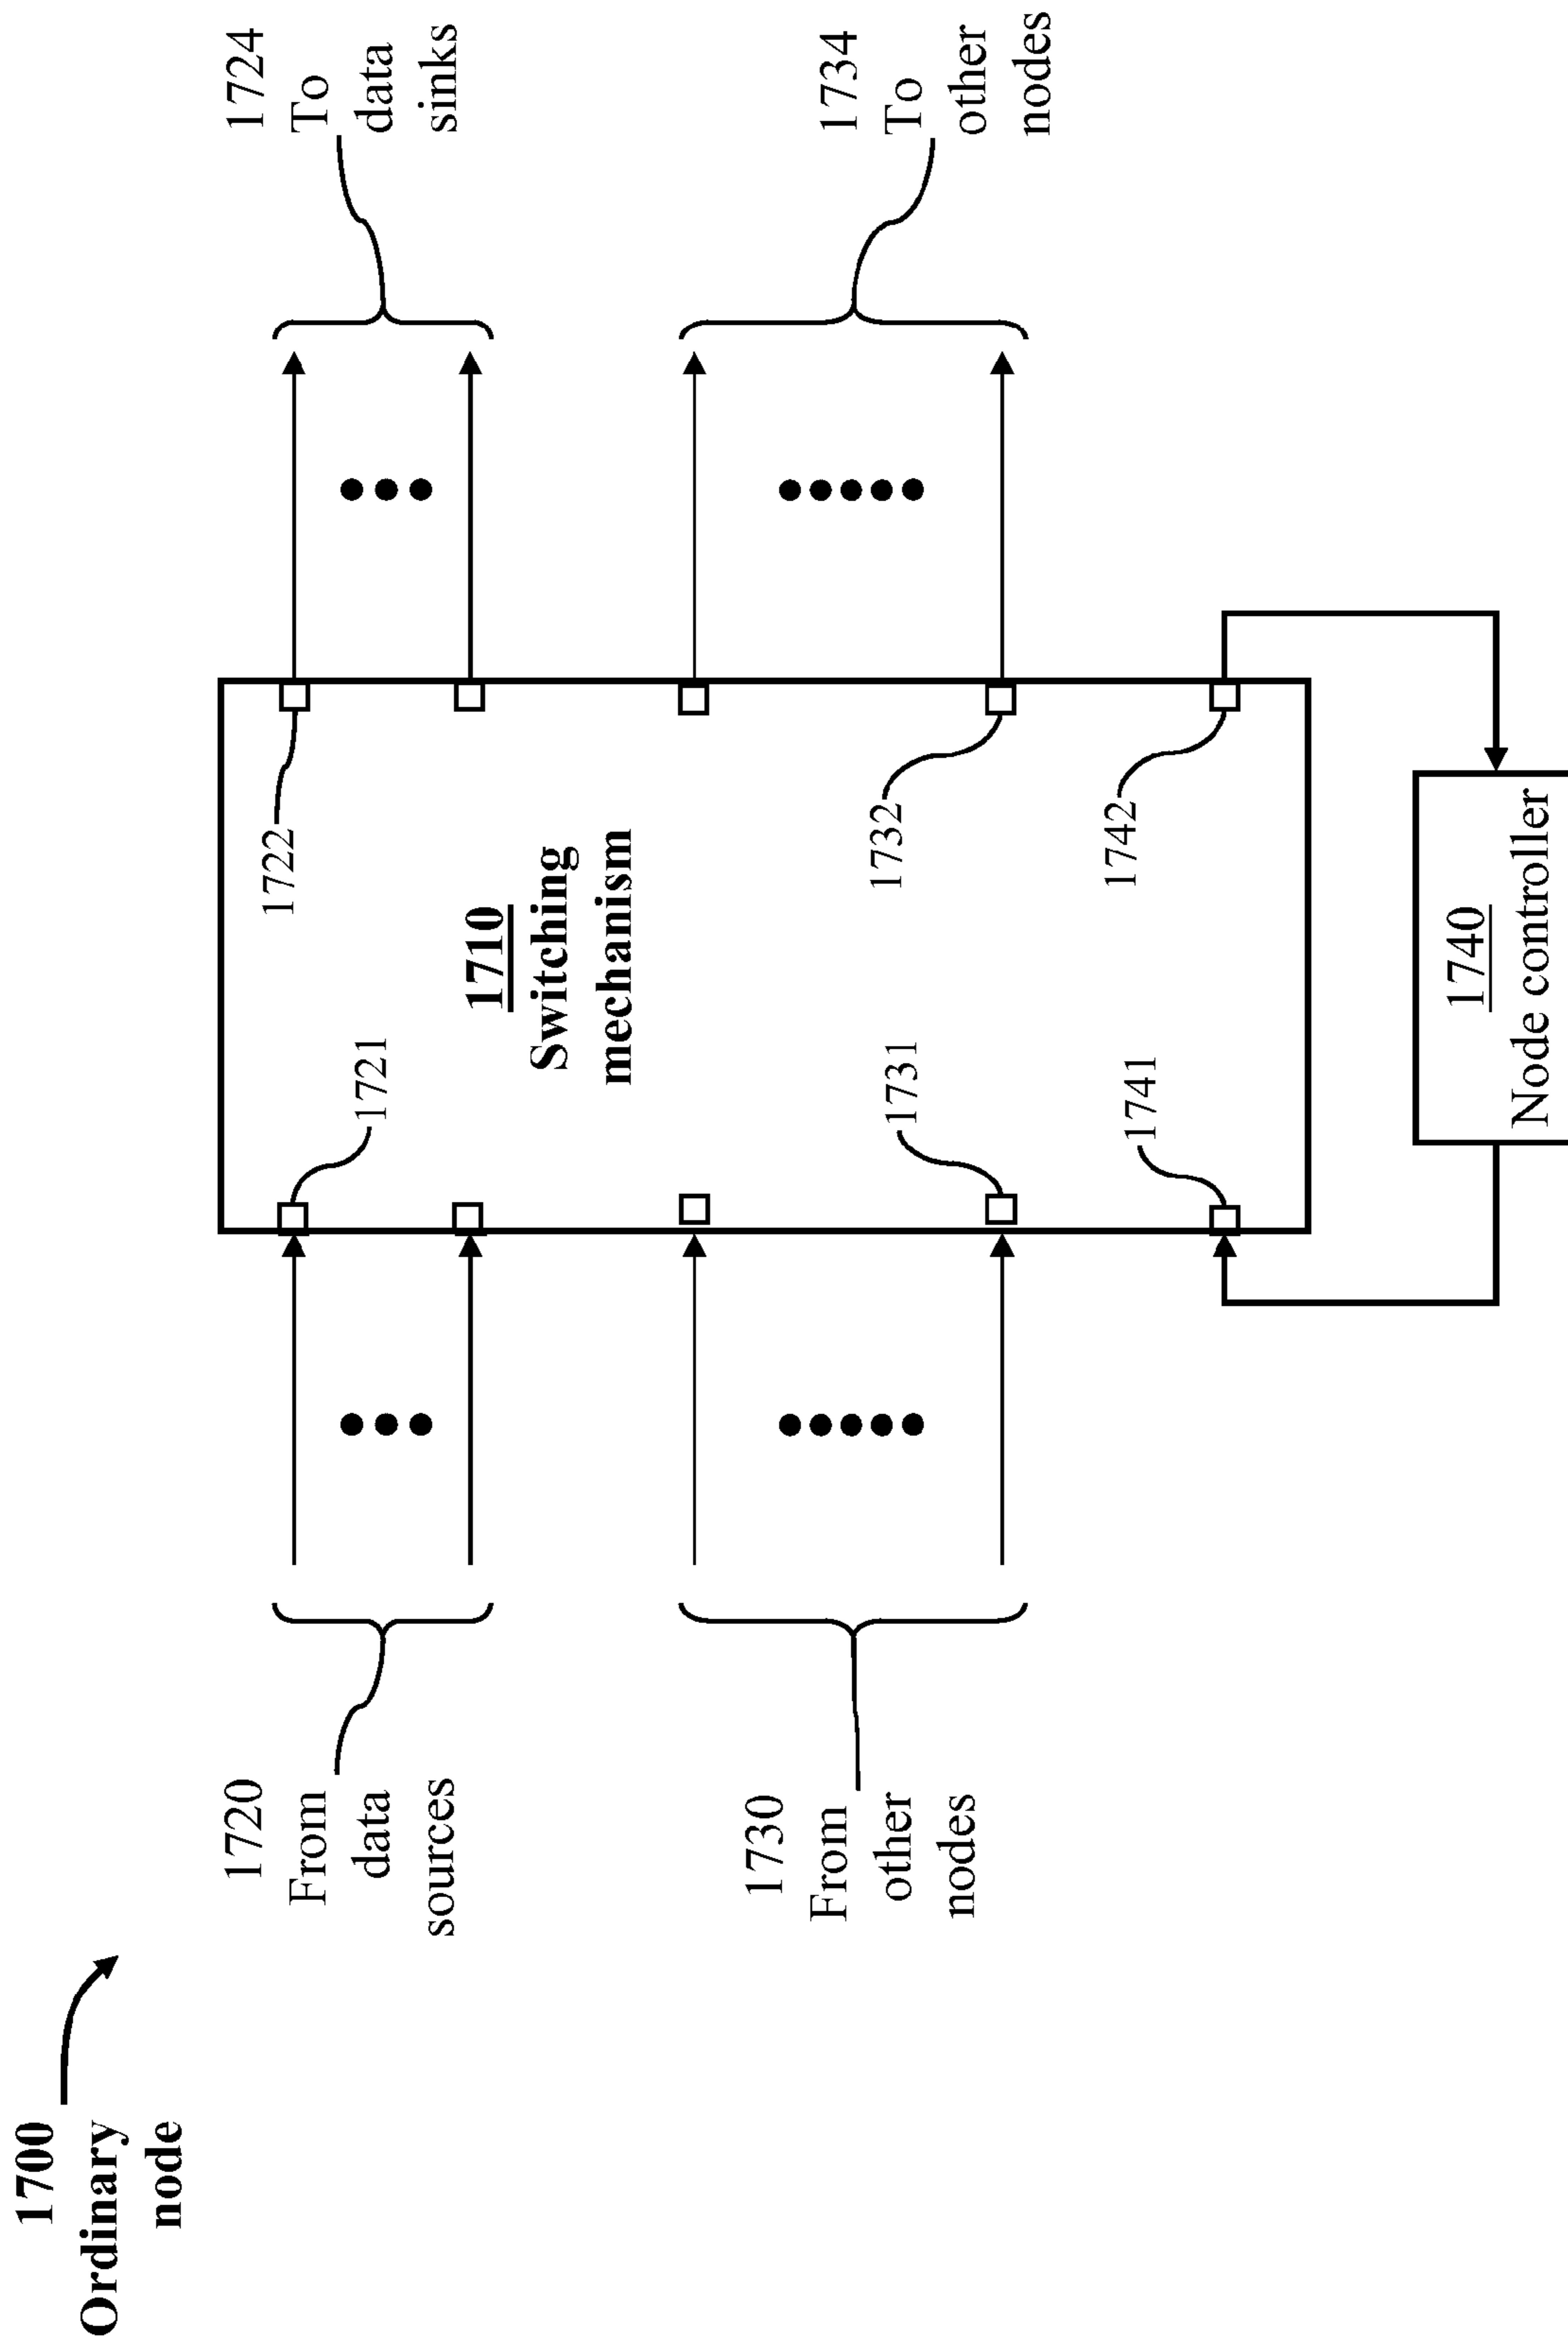 1700
Ordinary
node
1720
From
data
sources
1730
From
other
nodes
1721
1722
1710
Switching
mechanism
1731
1732
1741
1742
1724
To
data
sinks
1734
To
other
nodes
1740
Node controller